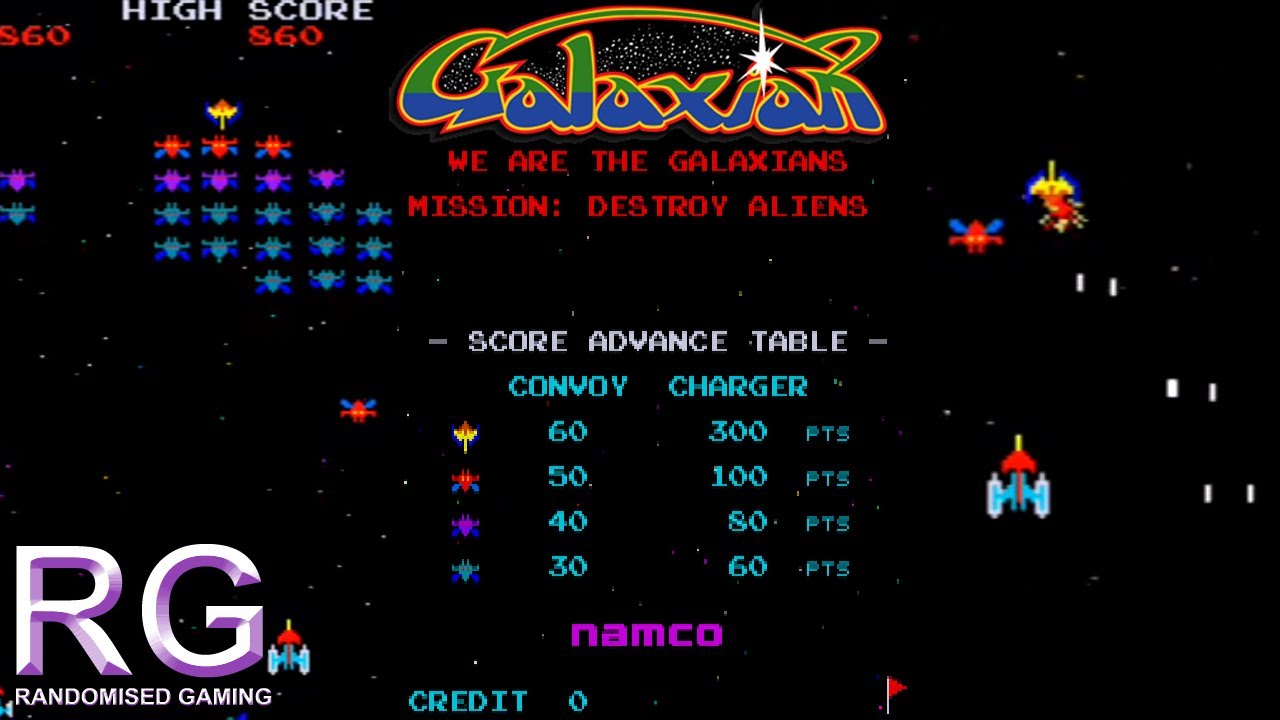 HIGH SCORE
860 860
Galaxian
WE ARE THE GALAXIANS
MISSION: DESTROY ALIENS
- SCORE ADVANCE TABLE -
CONVOY CHARGER
60 300 PTS
50 100 PTS
40 80 PTS
30 60 PTS
namco
CREDIT 0
RG
RANDOMISED GAMING